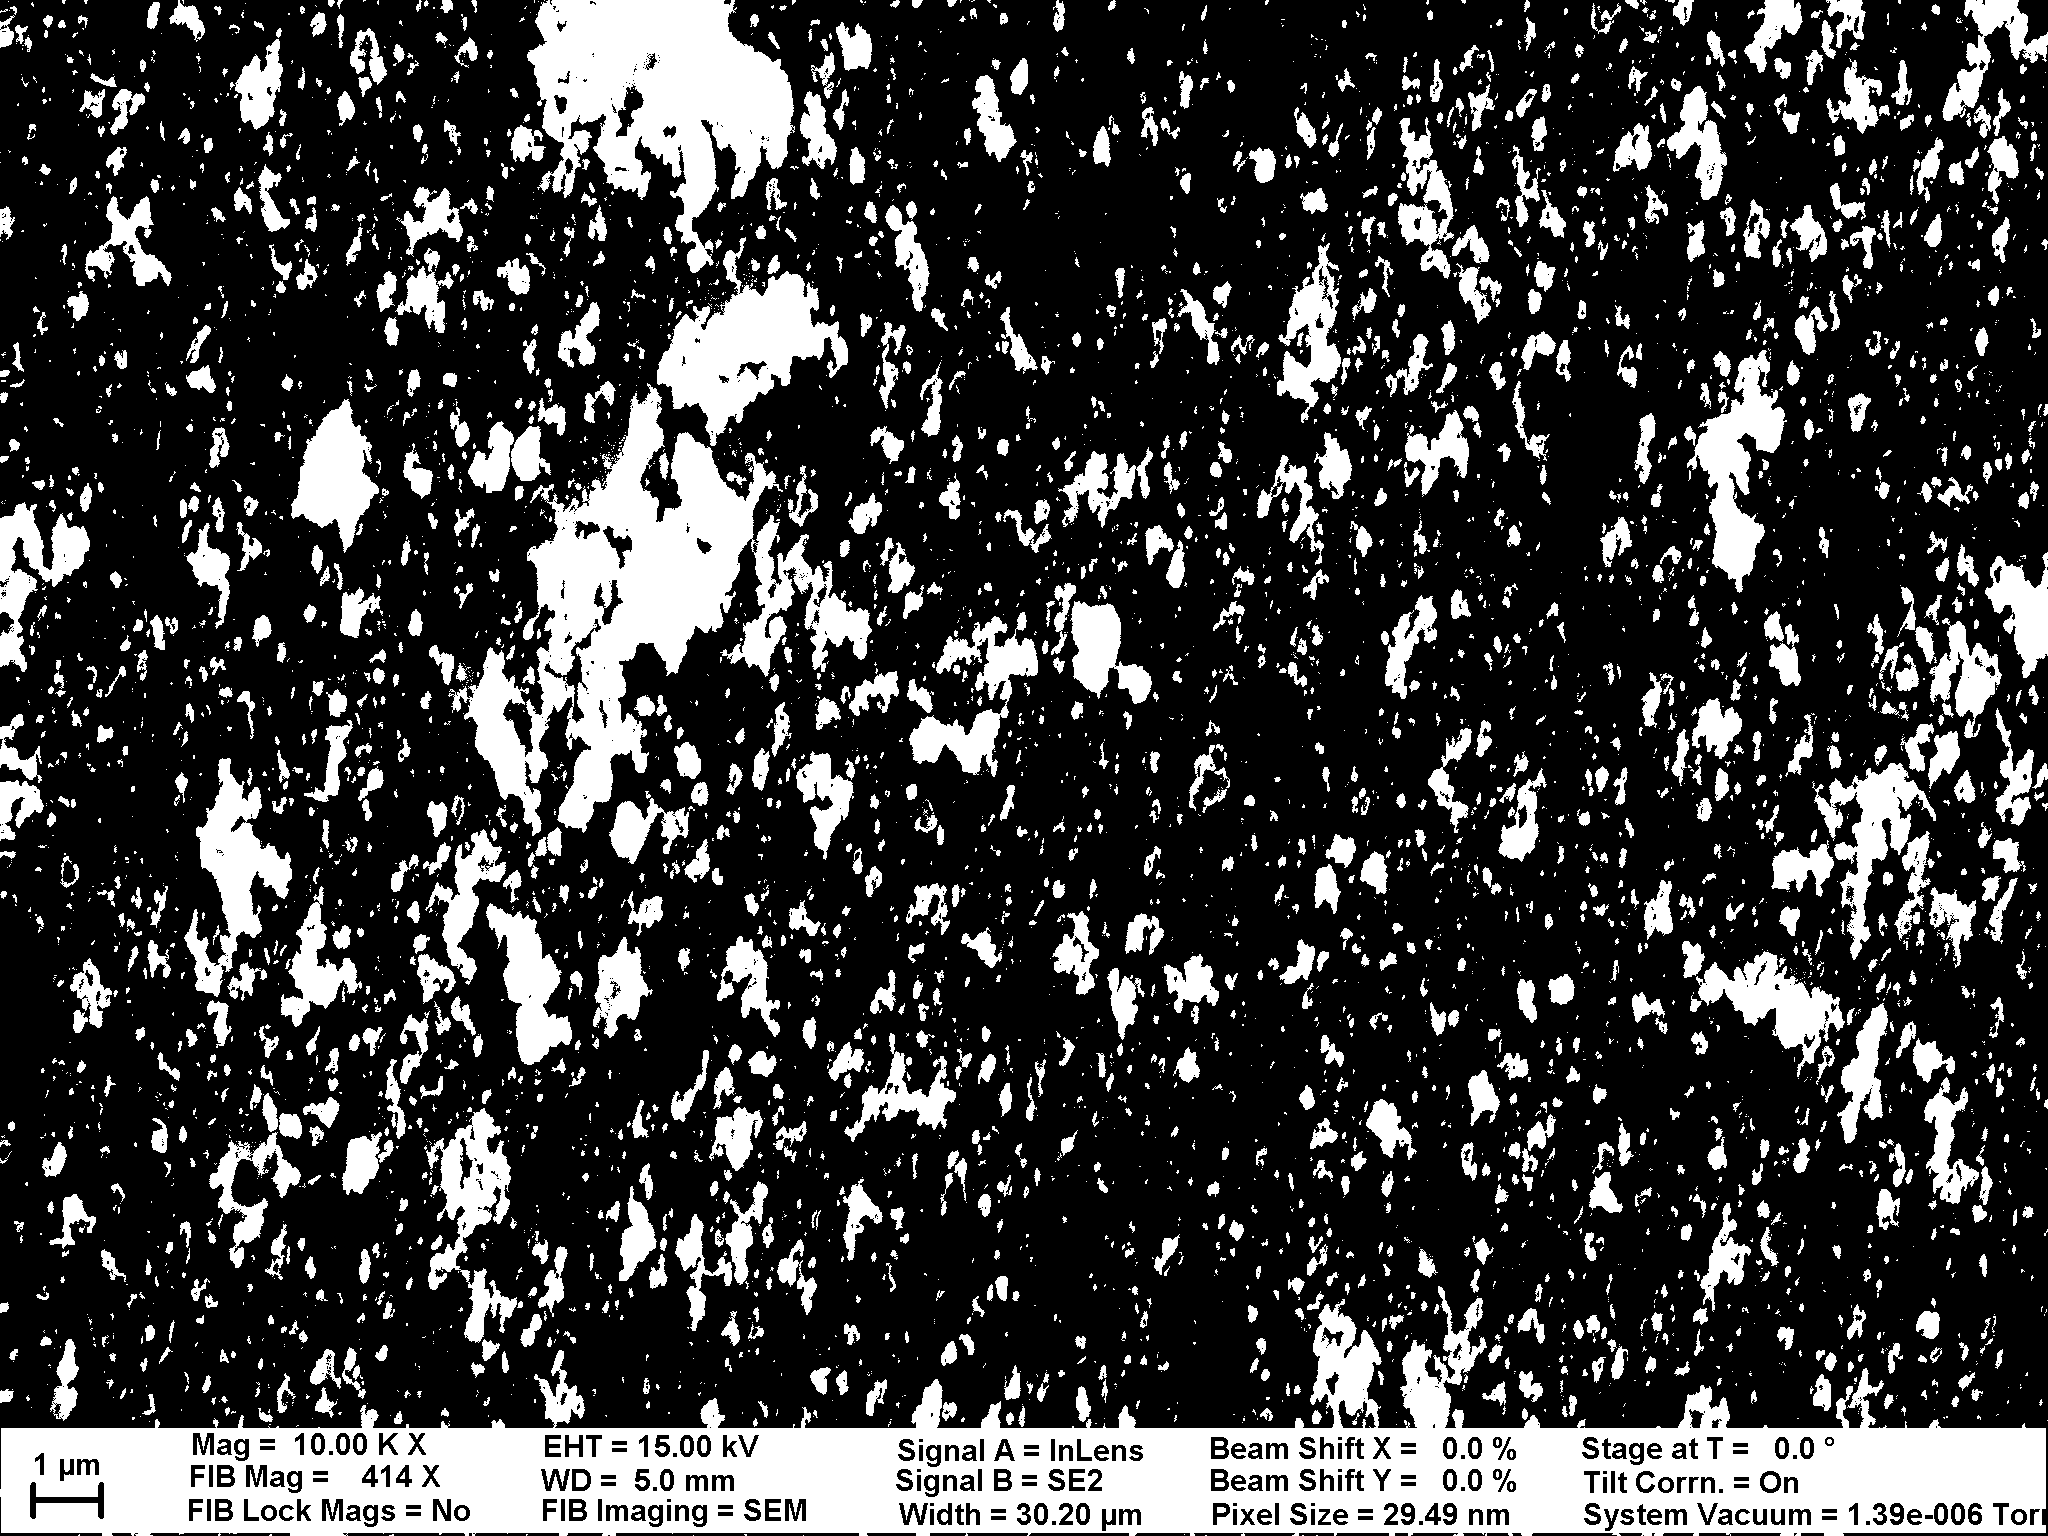 1 µm
Mag = 10.00 K X
FIB Mag = 414 X
FIB Lock Mags = No
EHT = 15.00 kV
WD = 5.0 mm
FIB Imaging = SEM
Signal A = InLens
Signal B = SE2
Width = 30.20 µm
Beam Shift X = 0.0 %
Beam Shift Y = 0.0 %
Pixel Size = 29.49 nm
Stage at T = 0.0 °
Tilt Corrn. = On
System Vacuum = 1.39e-006 Torr